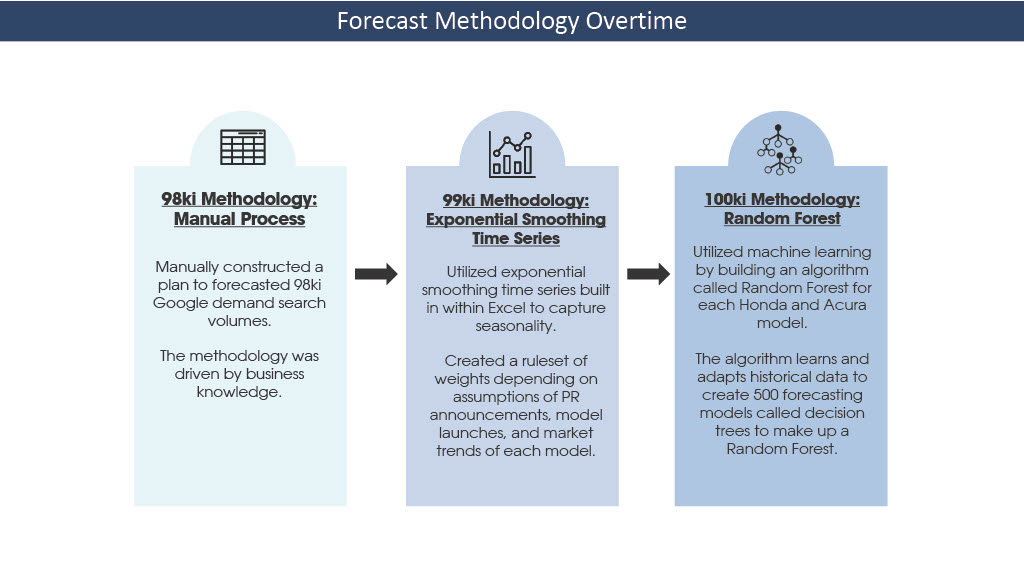 Forecast Methodology Overtime
98ki Methodology:
Manual Process
Manually constructed a
plan to forecasted 98ki
Google demand search
volumes.
The methodology was
driven by business
knowledge.
99ki Methodology:
Exponential Smoothing
Time Series
Utilized exponential
smoothing time series built
in within Excel to capture
seasonality.
Created a ruleset of
weights depending on
assumptions of PR
announcements, model
launches, and market
trends of each model.
100ki Methodology:
Random Forest
Utilized machine learning
by building an algorithm
called Random Forest for
each Honda and Acura
model.
The algorithm learns and
adapts historical data to
create 500 forecasting
models called decision
trees to make up a
Random Forest.